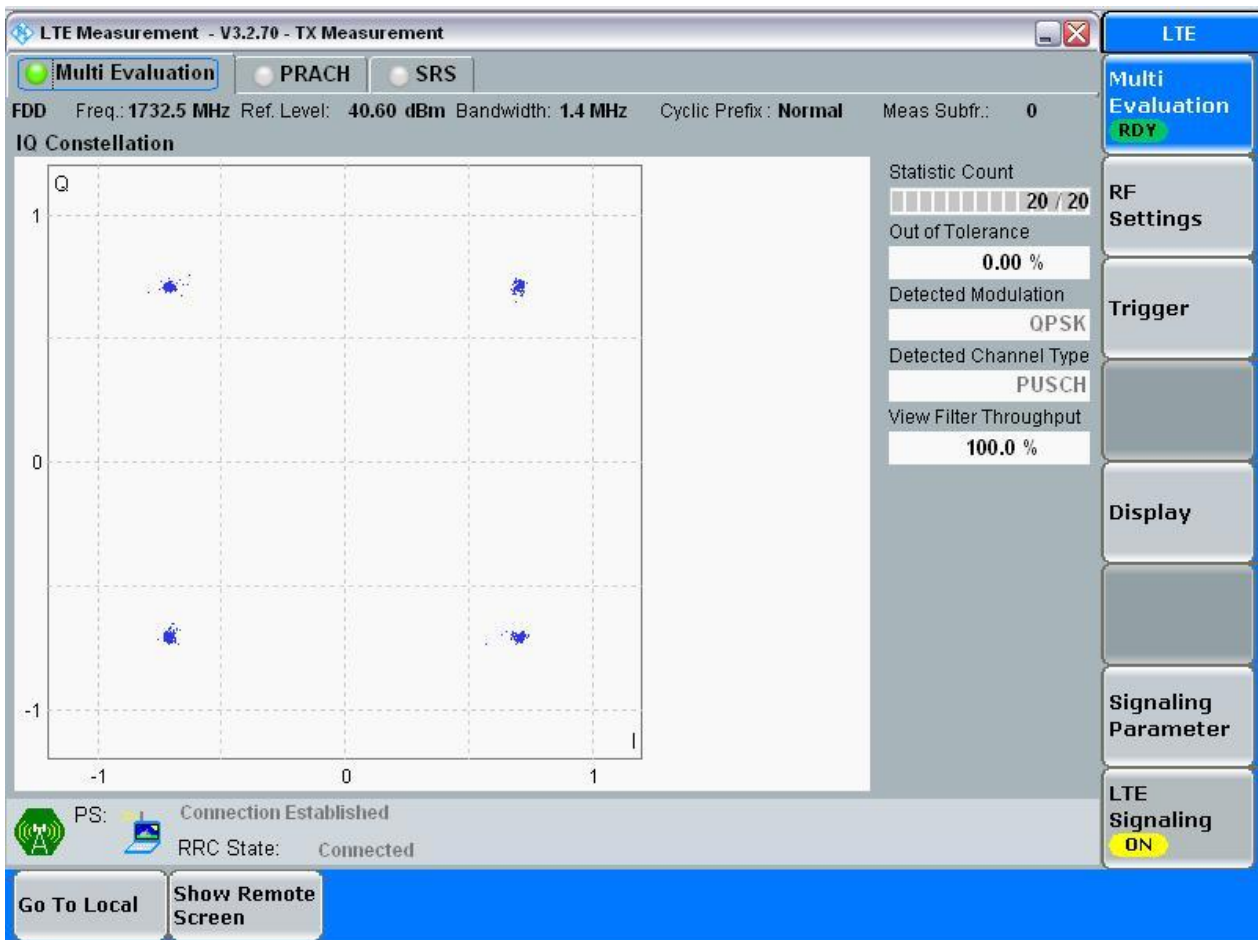 LTE Measurement - V3.2.70 - TX Measurement
LTE
Multi Evaluation PRACH SRS
FDD Freq.: 1732.5 MHz Ref. Level: 40.60 dBm Bandwidth: 1.4 MHz Cyclic Prefix : Normal Meas Subfr.: 0
IQ Constellation
Q
1
0
-1
I
-1 0 1
Statistic Count
20 / 20
Out of Tolerance
0.00 %
Detected Modulation
QPSK
Detected Channel Type
PUSCH
View Filter Throughput
100.0 %
Multi
Evaluation
RDY
RF
Settings
Trigger
Display
Signaling
Parameter
LTE
Signaling
ON
PS: Connection Established
RRC State: Connected
Go To Local
Show Remote
Screen